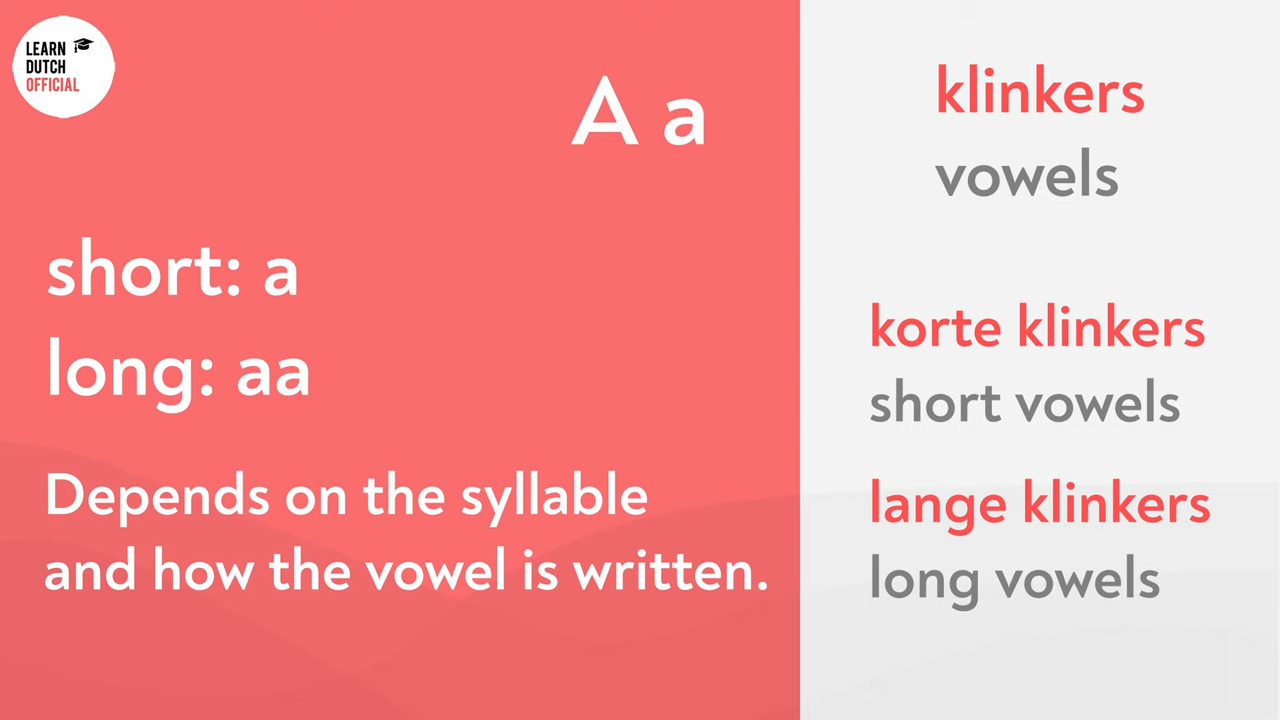 LEARN
DUTCH
OFFICIAL
A a
short: a
long: aa
Depends on the syllable
and how the vowel is written.
klinkers
vowels
korte klinkers
short vowels
lange klinkers
long vowels